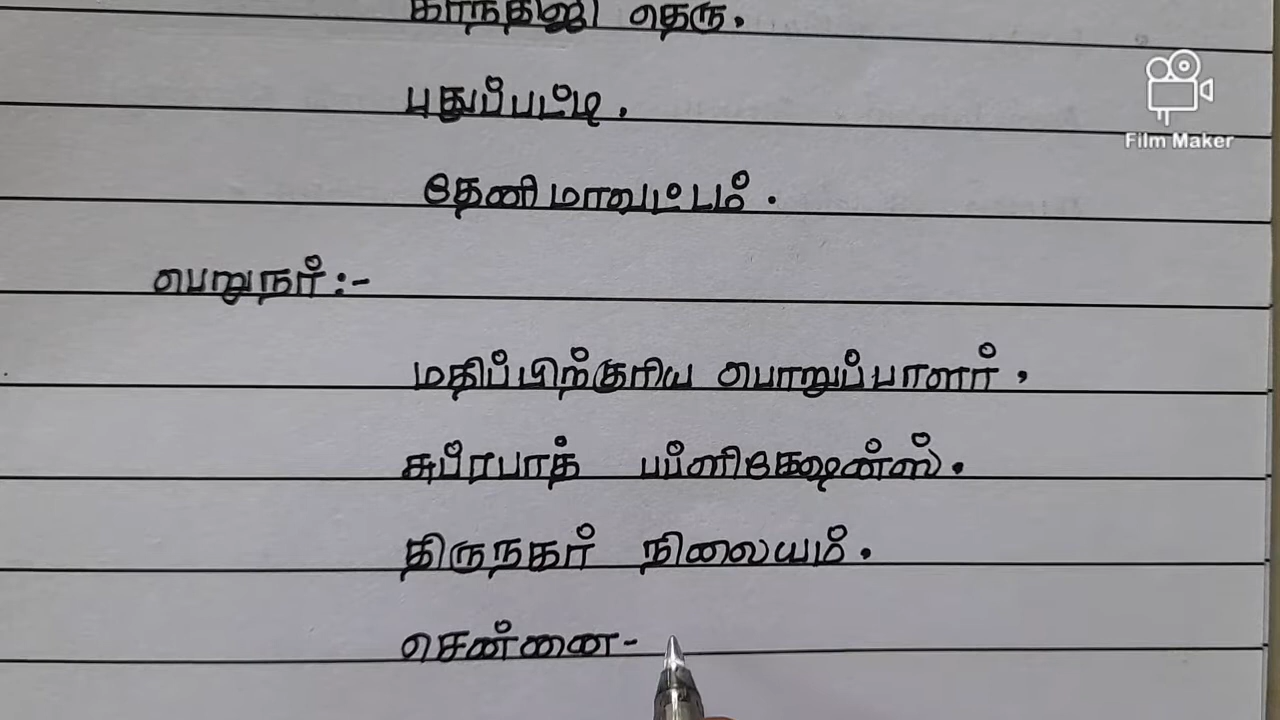 காந்திஜி தெரு.
புதுப்பட்டி.
தேனி மாவட்டம்.
Film Maker
பெறுநர்:-
மதிப்பிற்குரிய பொறுப்பாளர்,
சுப்ரபாத் பப்ளிகேஷன்ஸ்.
திருநகர் நிலையம்.
சென்னை-